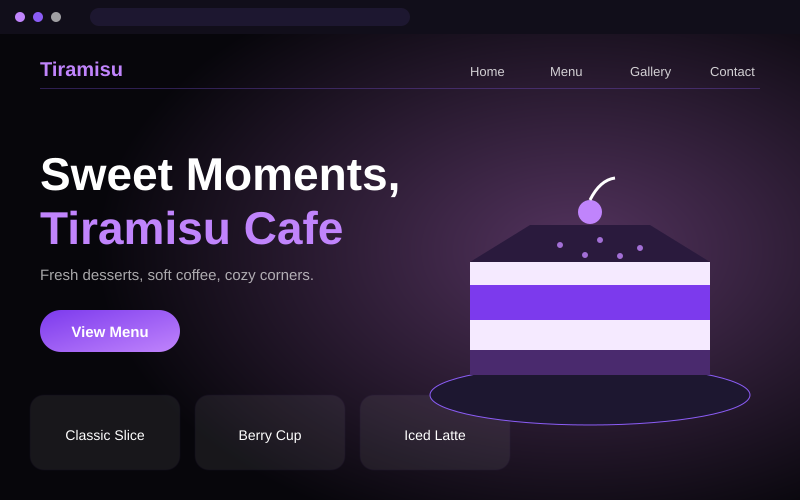 Tiramisu
Home Menu Gallery Contact
Sweet Moments,
Tiramisu Cafe
Fresh desserts, soft coffee, cozy corners.
View Menu
Classic Slice
Berry Cup
Iced Latte